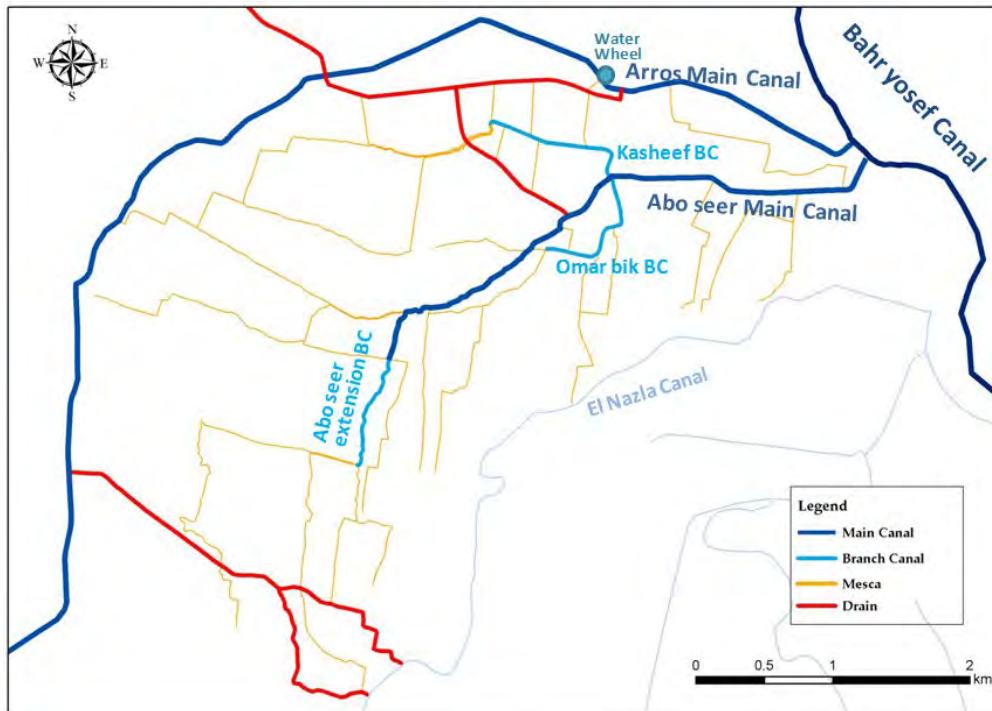 N
W E
S
Water
Wheel
Arros Main Canal
Bahr yosef Canal
Kasheef BC
Abo seer Main Canal
Omar bik BC
Abo seer
extension BC
El Nazla Canal
Legend
Main Canal
Branch Canal
Mesca
Drain
0 0.5 1 2
km